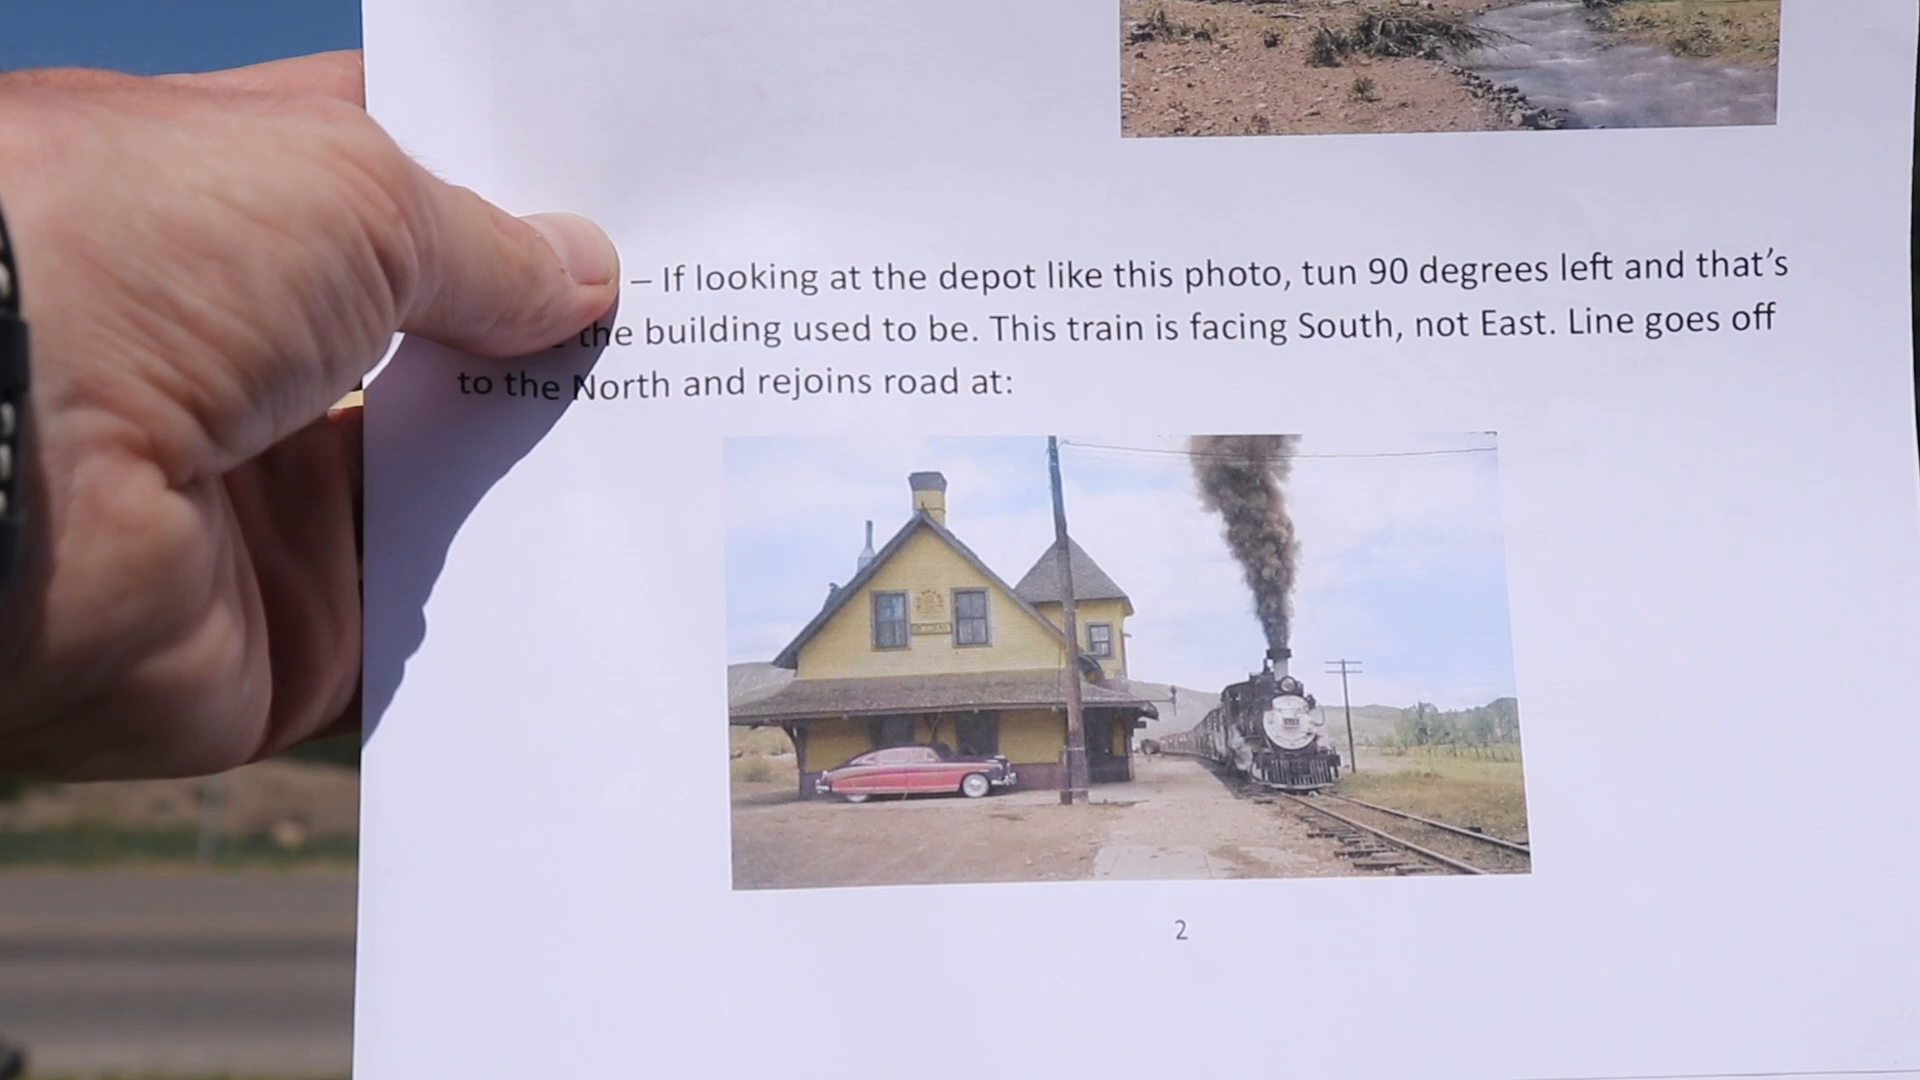 – If looking at the depot like this photo, tun 90 degrees left and that's
the building used to be. This train is facing South, not East. Line goes off
to the North and rejoins road at:
2